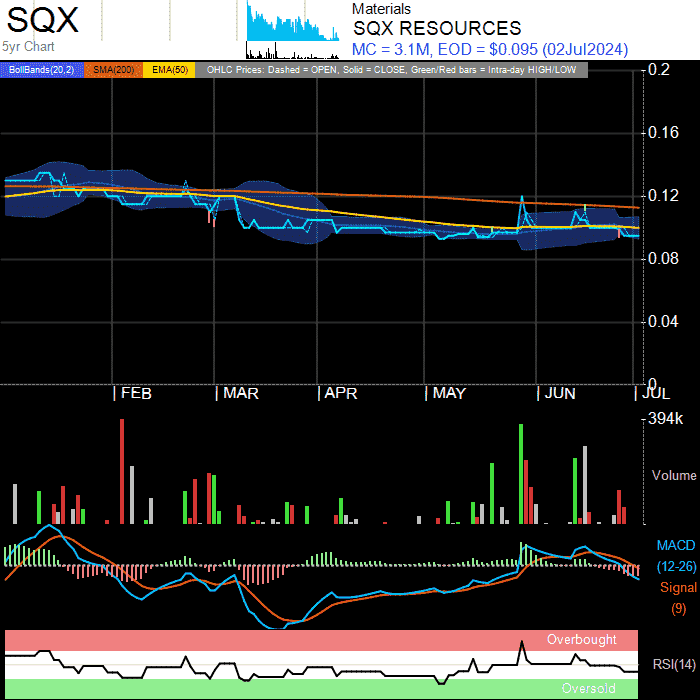 SQX
5yr Chart
Materials
SQX RESOURCES
MC = 3.1M, EOD = $0.095 (02Jul2024)
BollBands(20,2) SMA(200) EMA(50) OHLC Prices: Dashed = OPEN, Solid = CLOSE, Green/Red bars = Intra-day HIGH/LOW
0.2
0.16
0.12
0.08
0.04
0
FEB MAR APR MAY JUN JUL
394k
Volume
MACD
(12-26)
Signal
(9)
Overbought
RSI(14)
Oversold